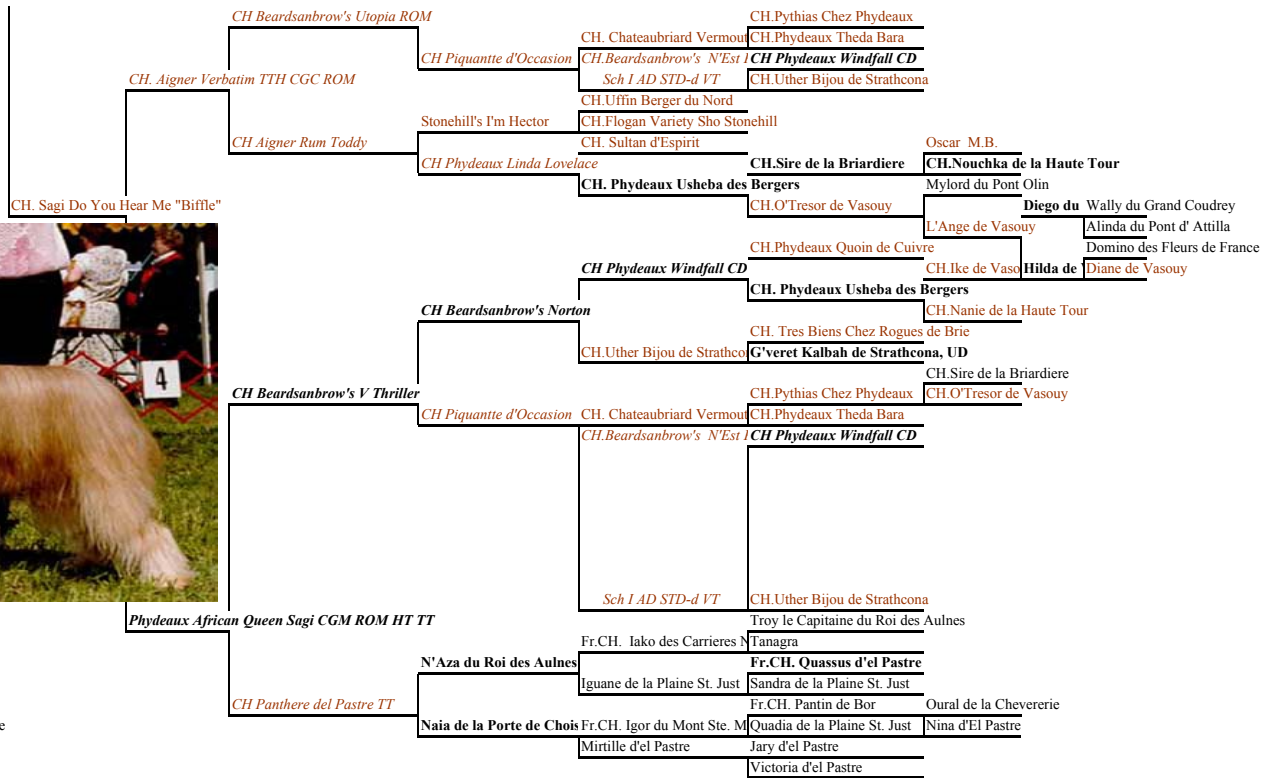 CH Beardsanbrow's Utopia ROM
CH.Pythias Chez Phydeaux
CH. Chateaubriard Vermout
CH.Phydeaux Theda Bara
CH Piquantte d'Occasion
CH.Beardsanbrow's N'Est
CH Phydeaux Windfall CD
CH. Aigner Verbatim TTH CGC ROM
Sch I AD STD-d VT
CH.Uther Bijou de Strathcona
CH.Uffin Berger du Nord
Stonehill's I'm Hector
CH.Flogan Variety Sho Stonehill
CH Aigner Rum Toddy
CH. Sultan d'Espirit
Oscar M.B.
CH Phydeaux Linda Lovelace
CH.Sire de la Briardiere
CH.Nouchka de la Haute Tour
CH. Phydeaux Usheba des Bergers
Mylord du Pont Olin
CH. Sagi Do You Hear Me "Biffle"
CH.O'Tresor de Vasouy
Diego du
Wally du Grand Coudrey
L'Ange de Vasouy
Alinda du Pont d' Attilla
CH.Phydeaux Quoin de Cuivre
Domino des Fleurs de France
CH Phydeaux Windfall CD
CH.Ike de Vaso
Hilda de
Diane de Vasouy
CH. Phydeaux Usheba des Bergers
CH Beardsanbrow's Norton
CH.Nanie de la Haute Tour
CH. Tres Biens Chez Rogues de Brie
CH.Uther Bijou de Strathco
G'veret Kalbah de Strathcona, UD
CH.Sire de la Briardiere
4
CH Beardsanbrow's V Thriller
CH.Pythias Chez Phydeaux
CH.O'Tresor de Vasouy
CH Piquantte d'Occasion
CH. Chateaubriard Vermout
CH.Phydeaux Theda Bara
CH.Beardsanbrow's N'Est
CH Phydeaux Windfall CD
Sch I AD STD-d VT
CH.Uther Bijou de Strathcona
Phydeaux African Queen Sagi CGM ROM HT TT
Troy le Capitaine du Roi des Aulnes
Fr.CH. Iako des Carrieres
Tanagra
N'Aza du Roi des Aulnes
Fr.CH. Quassus d'el Pastre
Iguane de la Plaine St. Just
Sandra de la Plaine St. Just
CH Panthere del Pastre TT
Fr.CH. Pantin de Bor
Oural de la Chevererie
e
Naia de la Porte de Chois
Fr.CH. Igor du Mont Ste. M
Quadia de la Plaine St. Just
Nina d'El Pastre
Mirtille d'el Pastre
Jary d'el Pastre
Victoria d'el Pastre